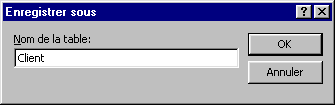 Enregistrer sous
Nom de la table:
OK
Client
Annuler